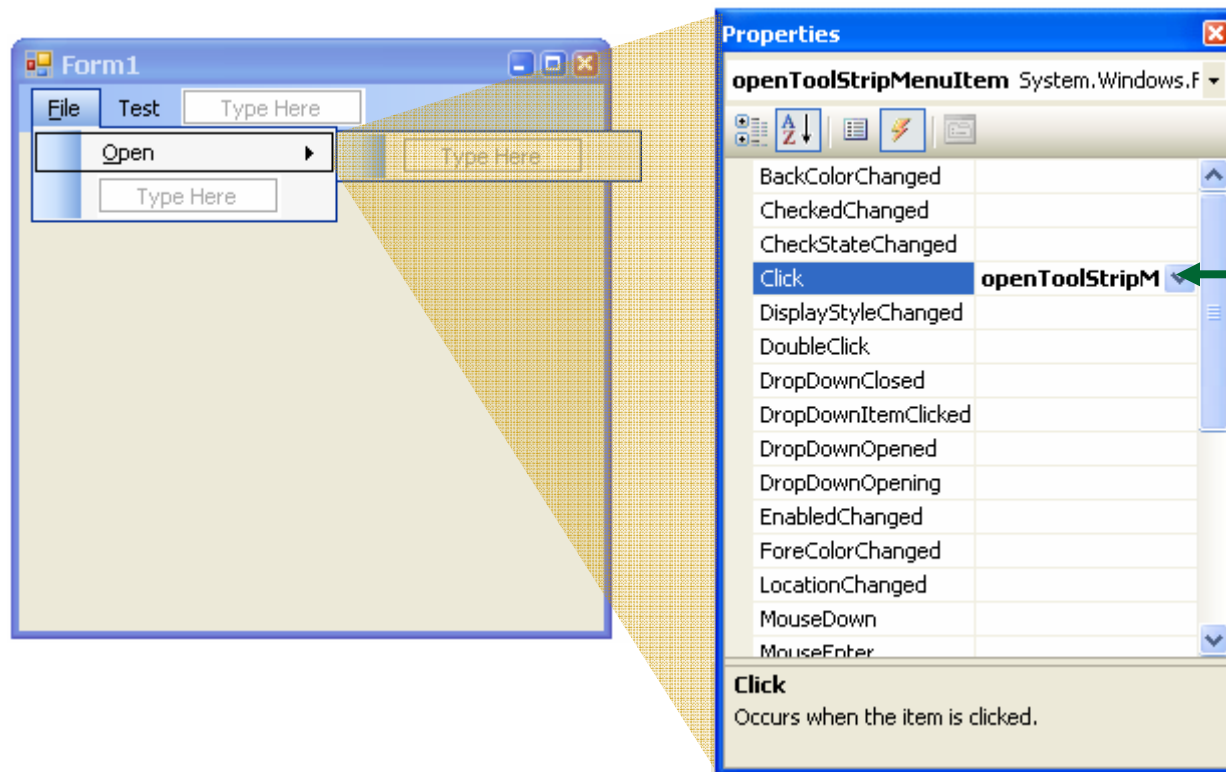 Form1
File Test Type Here
Open Type Here
Type Here
Properties
openToolStripMenuItem System.Windows.F
BackColorChanged
CheckedChanged
CheckStateChanged
Click openToolStripM
DisplayStyleChanged
DoubleClick
DropDownClosed
DropDownItemClicked
DropDownOpened
DropDownOpening
EnabledChanged
ForeColorChanged
LocationChanged
MouseDown
MouseEnter
Click
Occurs when the item is clicked.